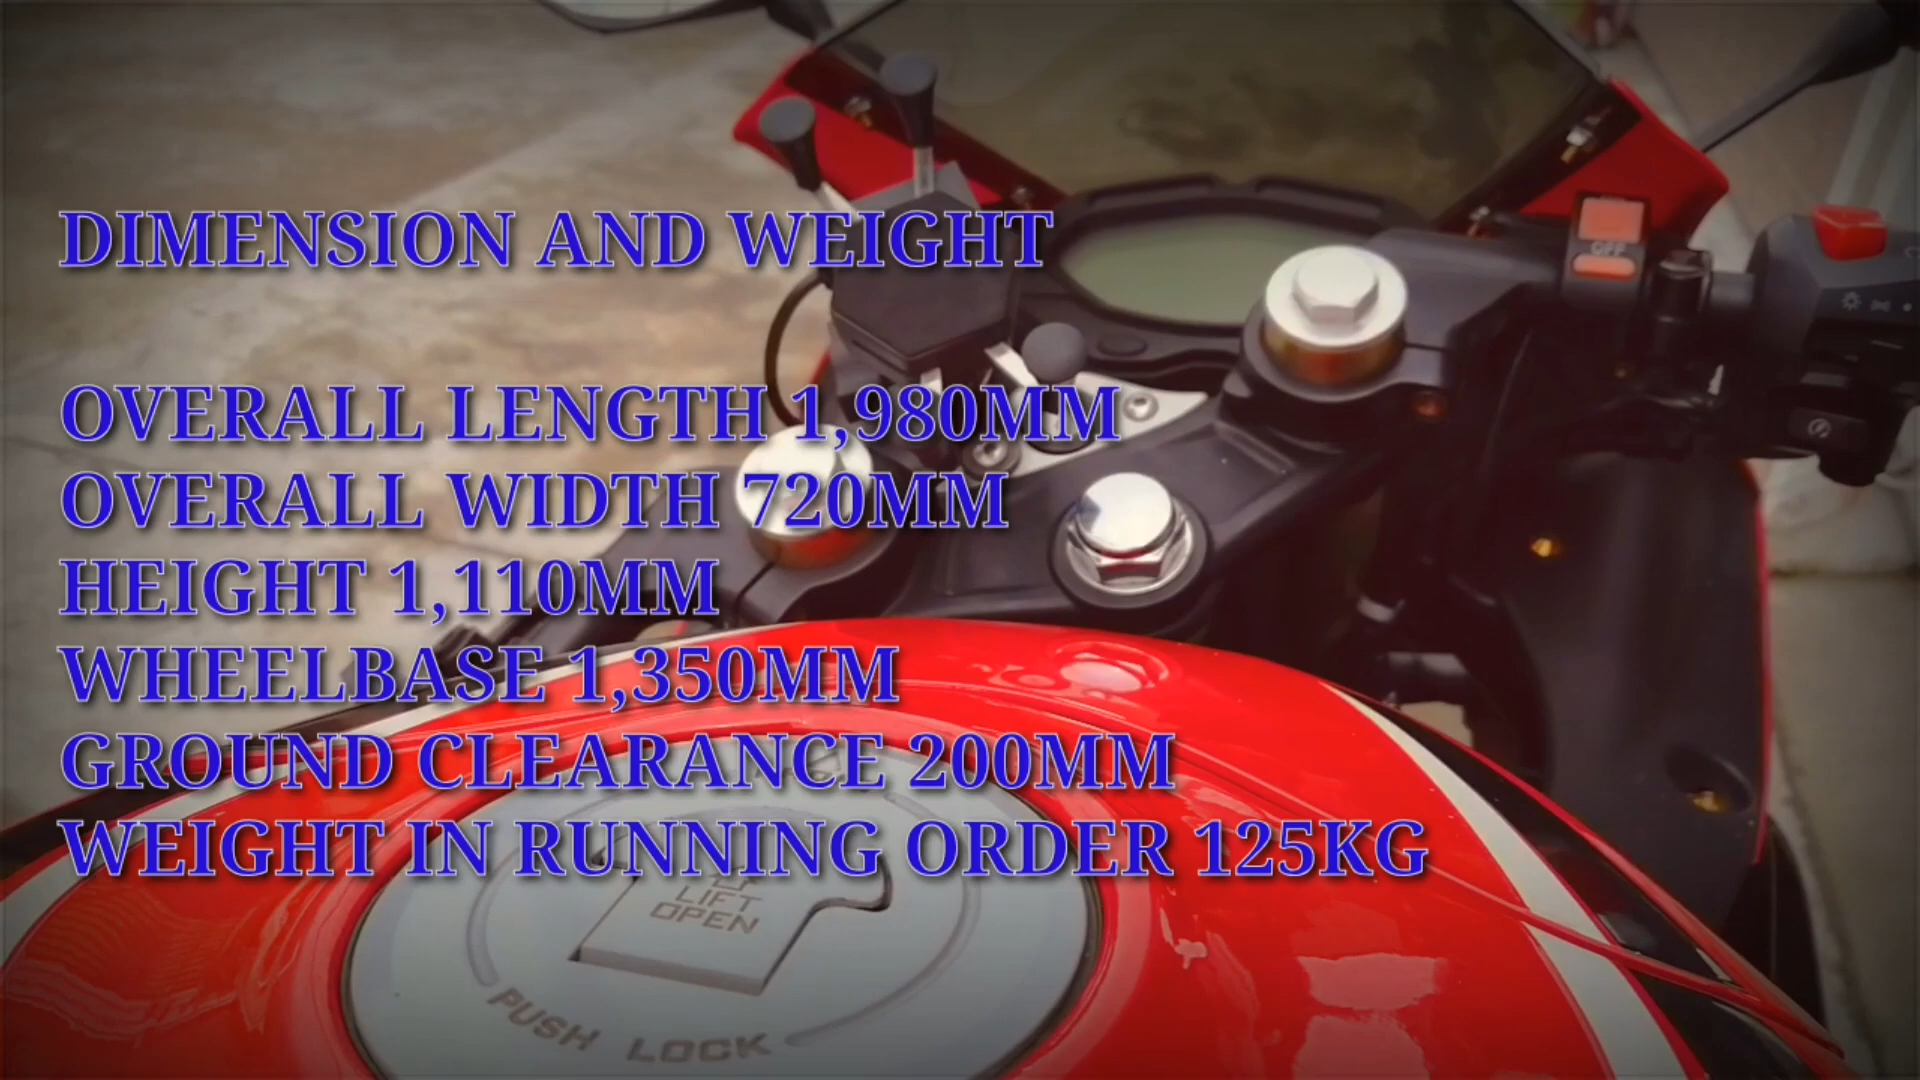 DIMENSION AND WEIGHT
OFF
OVERALL LENGTH 1,980MM
OVERALL WIDTH 720MM
HEIGHT 1,110MM
WHEELBASE 1,350MM
GROUND CLEARANCE 200MM
WEIGHT IN RUNNING ORDER 125KG
LIFT
OPEN
PUSH LOCK